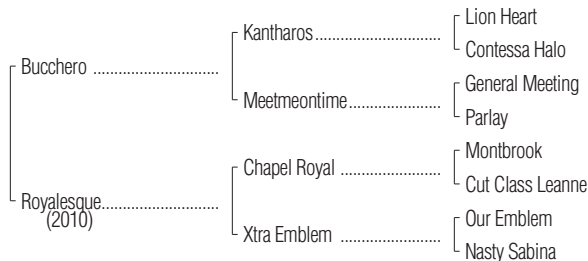 Lion Heart
Kantharos
Contessa Halo
Bucchero
General Meeting
Meetmeontime
Parlay
Montbrook
Chapel Royal
Cut Class Leanne
Royalesque
(2010)
Our Emblem
Xtra Emblem
Nasty Sabina